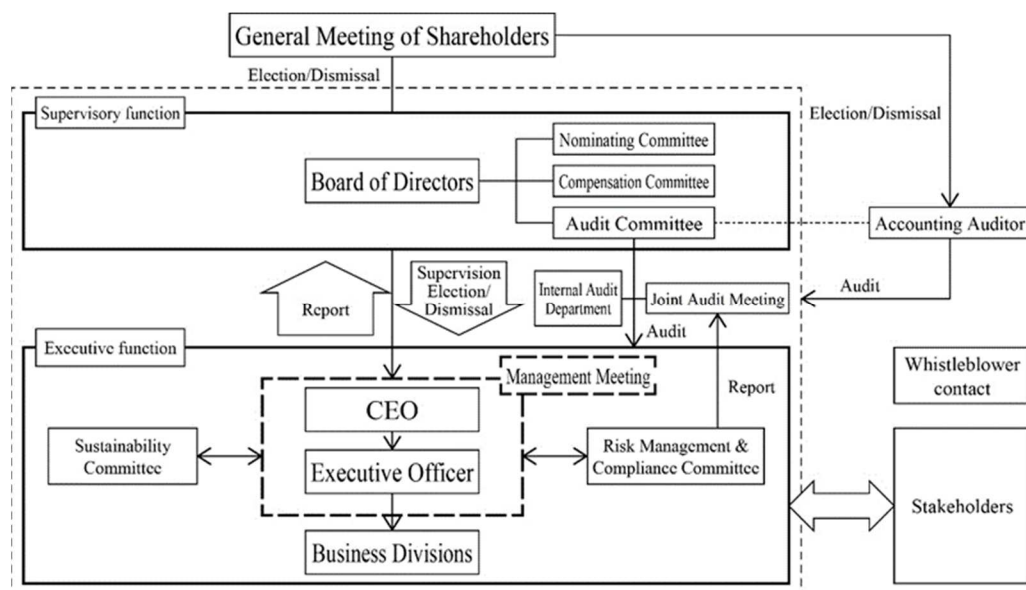 General Meeting of Shareholders
Election/Dismissal
Supervisory function
Election/Dismissal
Nominating Committee
Board of Directors
Compensation Committee
Audit Committee
Accounting Auditor
Supervision
Election/
Dismissal
Report
Internal Audit
Department
Joint Audit Meeting
Audit
Audit
Executive function
Management Meeting
Whistleblower
contact
CEO
Report
Sustainability
Committee
Executive Officer
Risk Management &
Compliance Committee
Stakeholders
Business Divisions